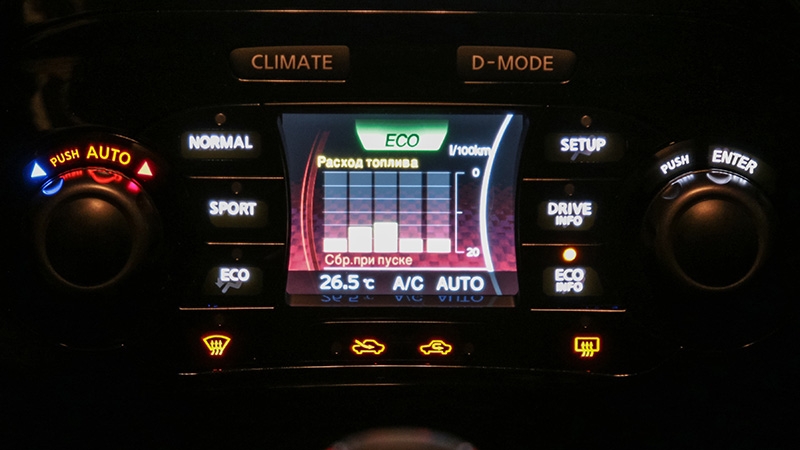 CLIMATE
D-MODE
PUSH AUTO
NORMAL
SPORT
ECO
ECO
l/100km
Расход топлива
0
20
Сбр.при пуске
26.5 °C A/C AUTO
SETUP
DRIVE
INFO
ECO
INFO
PUSH ENTER